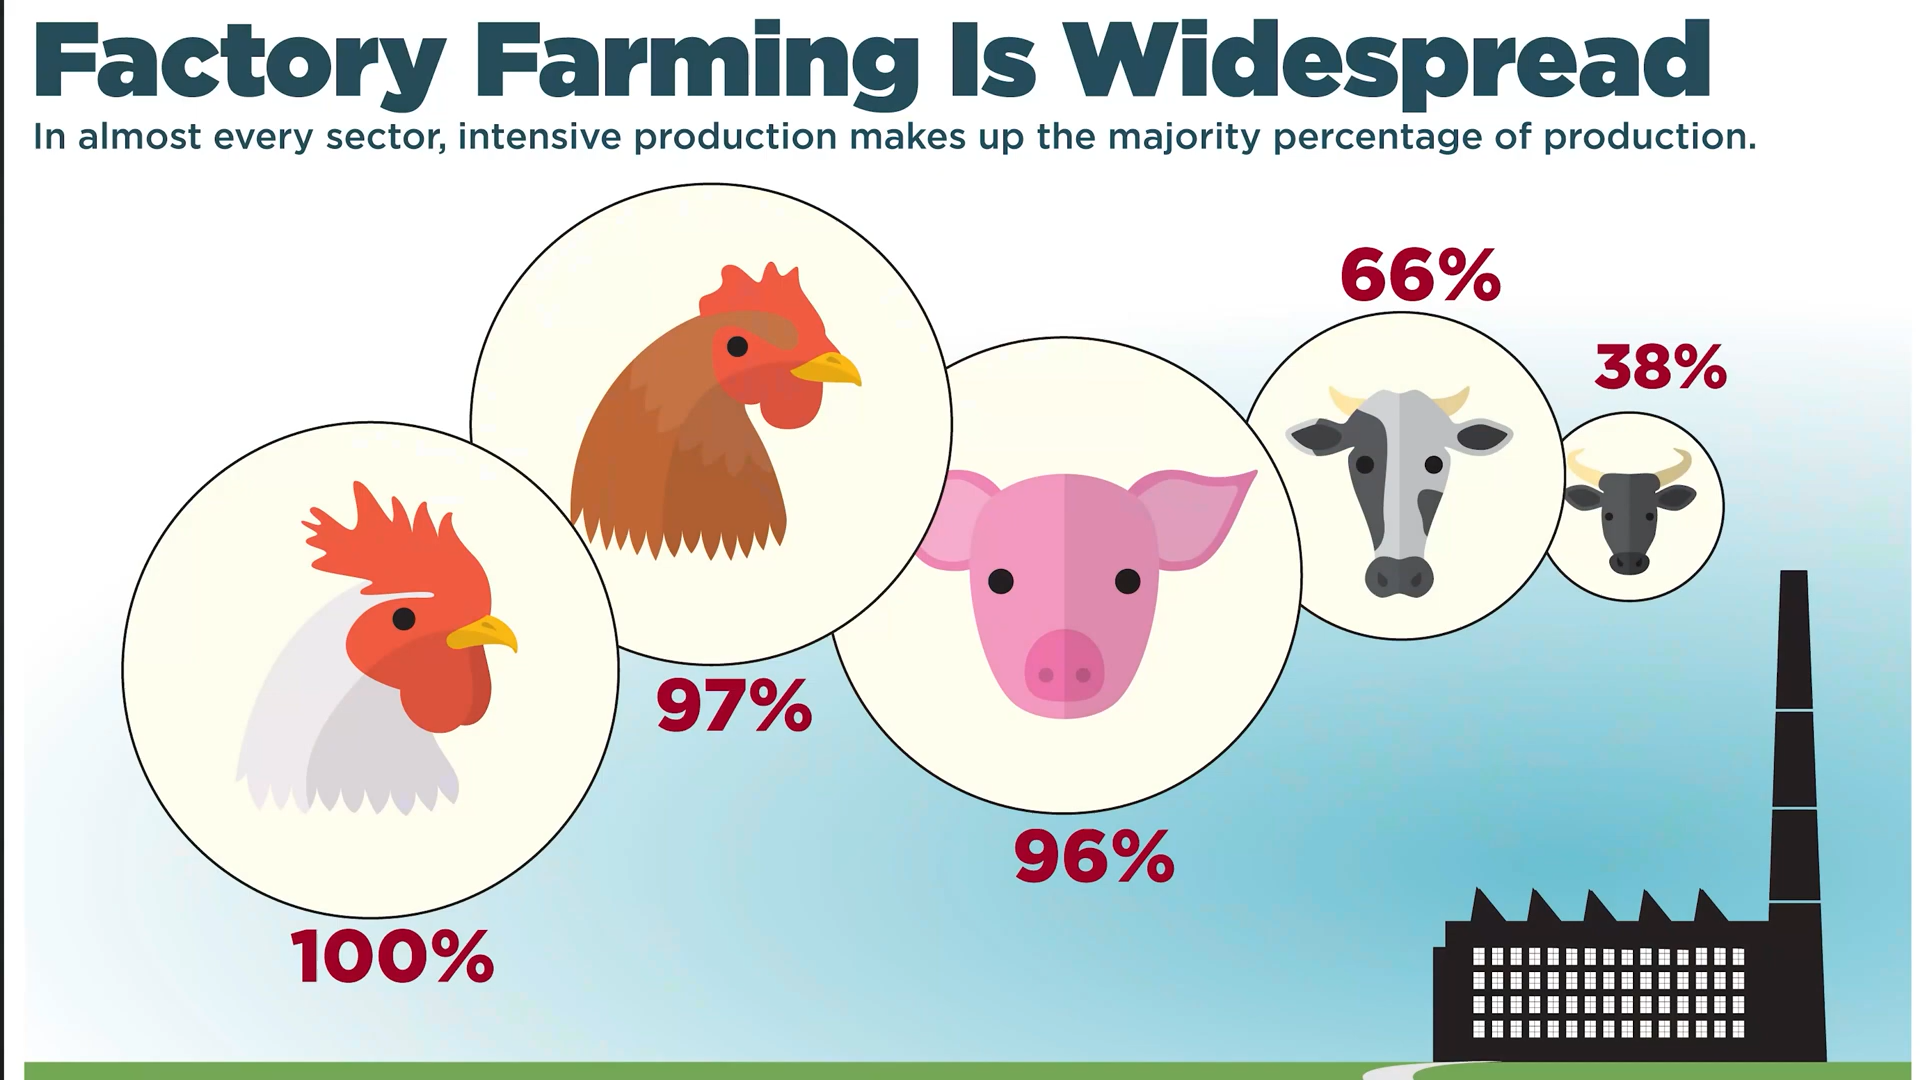 Factory Farming Is Widespread
In almost every sector, intensive production makes up the majority percentage of production.
100%
97%
96%
66%
38%